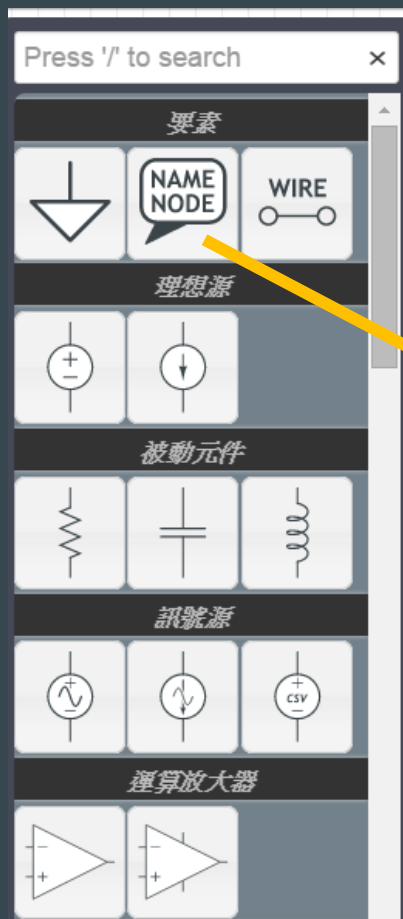 Press '/' to search ×
要素
NAME
NODE
WIRE
理想源
被動元件
訊號源
csv
運算放大器